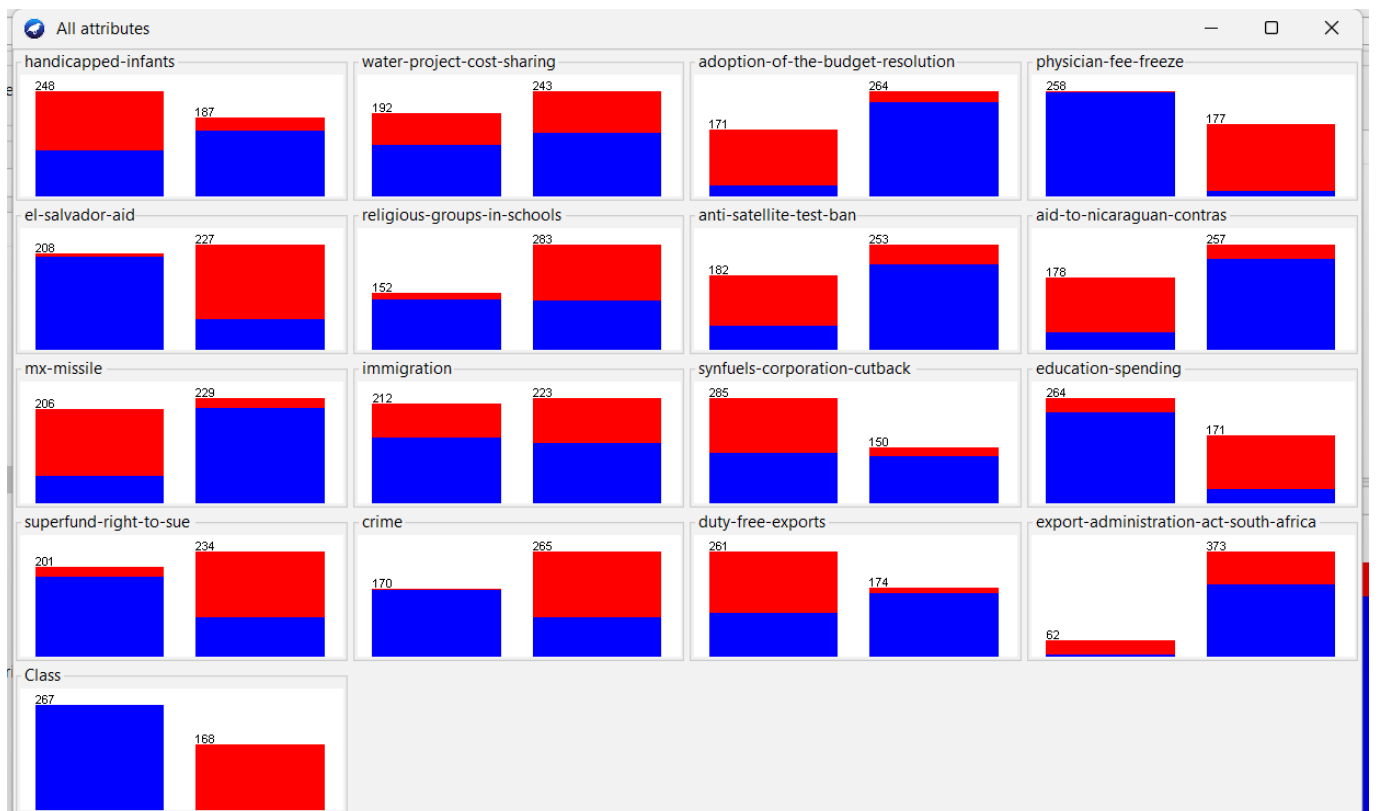 All attributes
handicapped-infants
248
187
water-project-cost-sharing
192
243
adoption-of-the-budget-resolution
171
264
physician-fee-freeze
258
177
el-salvador-aid
208
227
religious-groups-in-schools
152
283
anti-satellite-test-ban
182
253
aid-to-nicaraguan-contras
178
257
mx-missile
206
229
immigration
212
223
synfuels-corporation-cutback
285
150
education-spending
264
171
superfund-right-to-sue
201
234
crime
170
265
duty-free-exports
261
174
export-administration-act-south-africa
62
373
Class
267
168